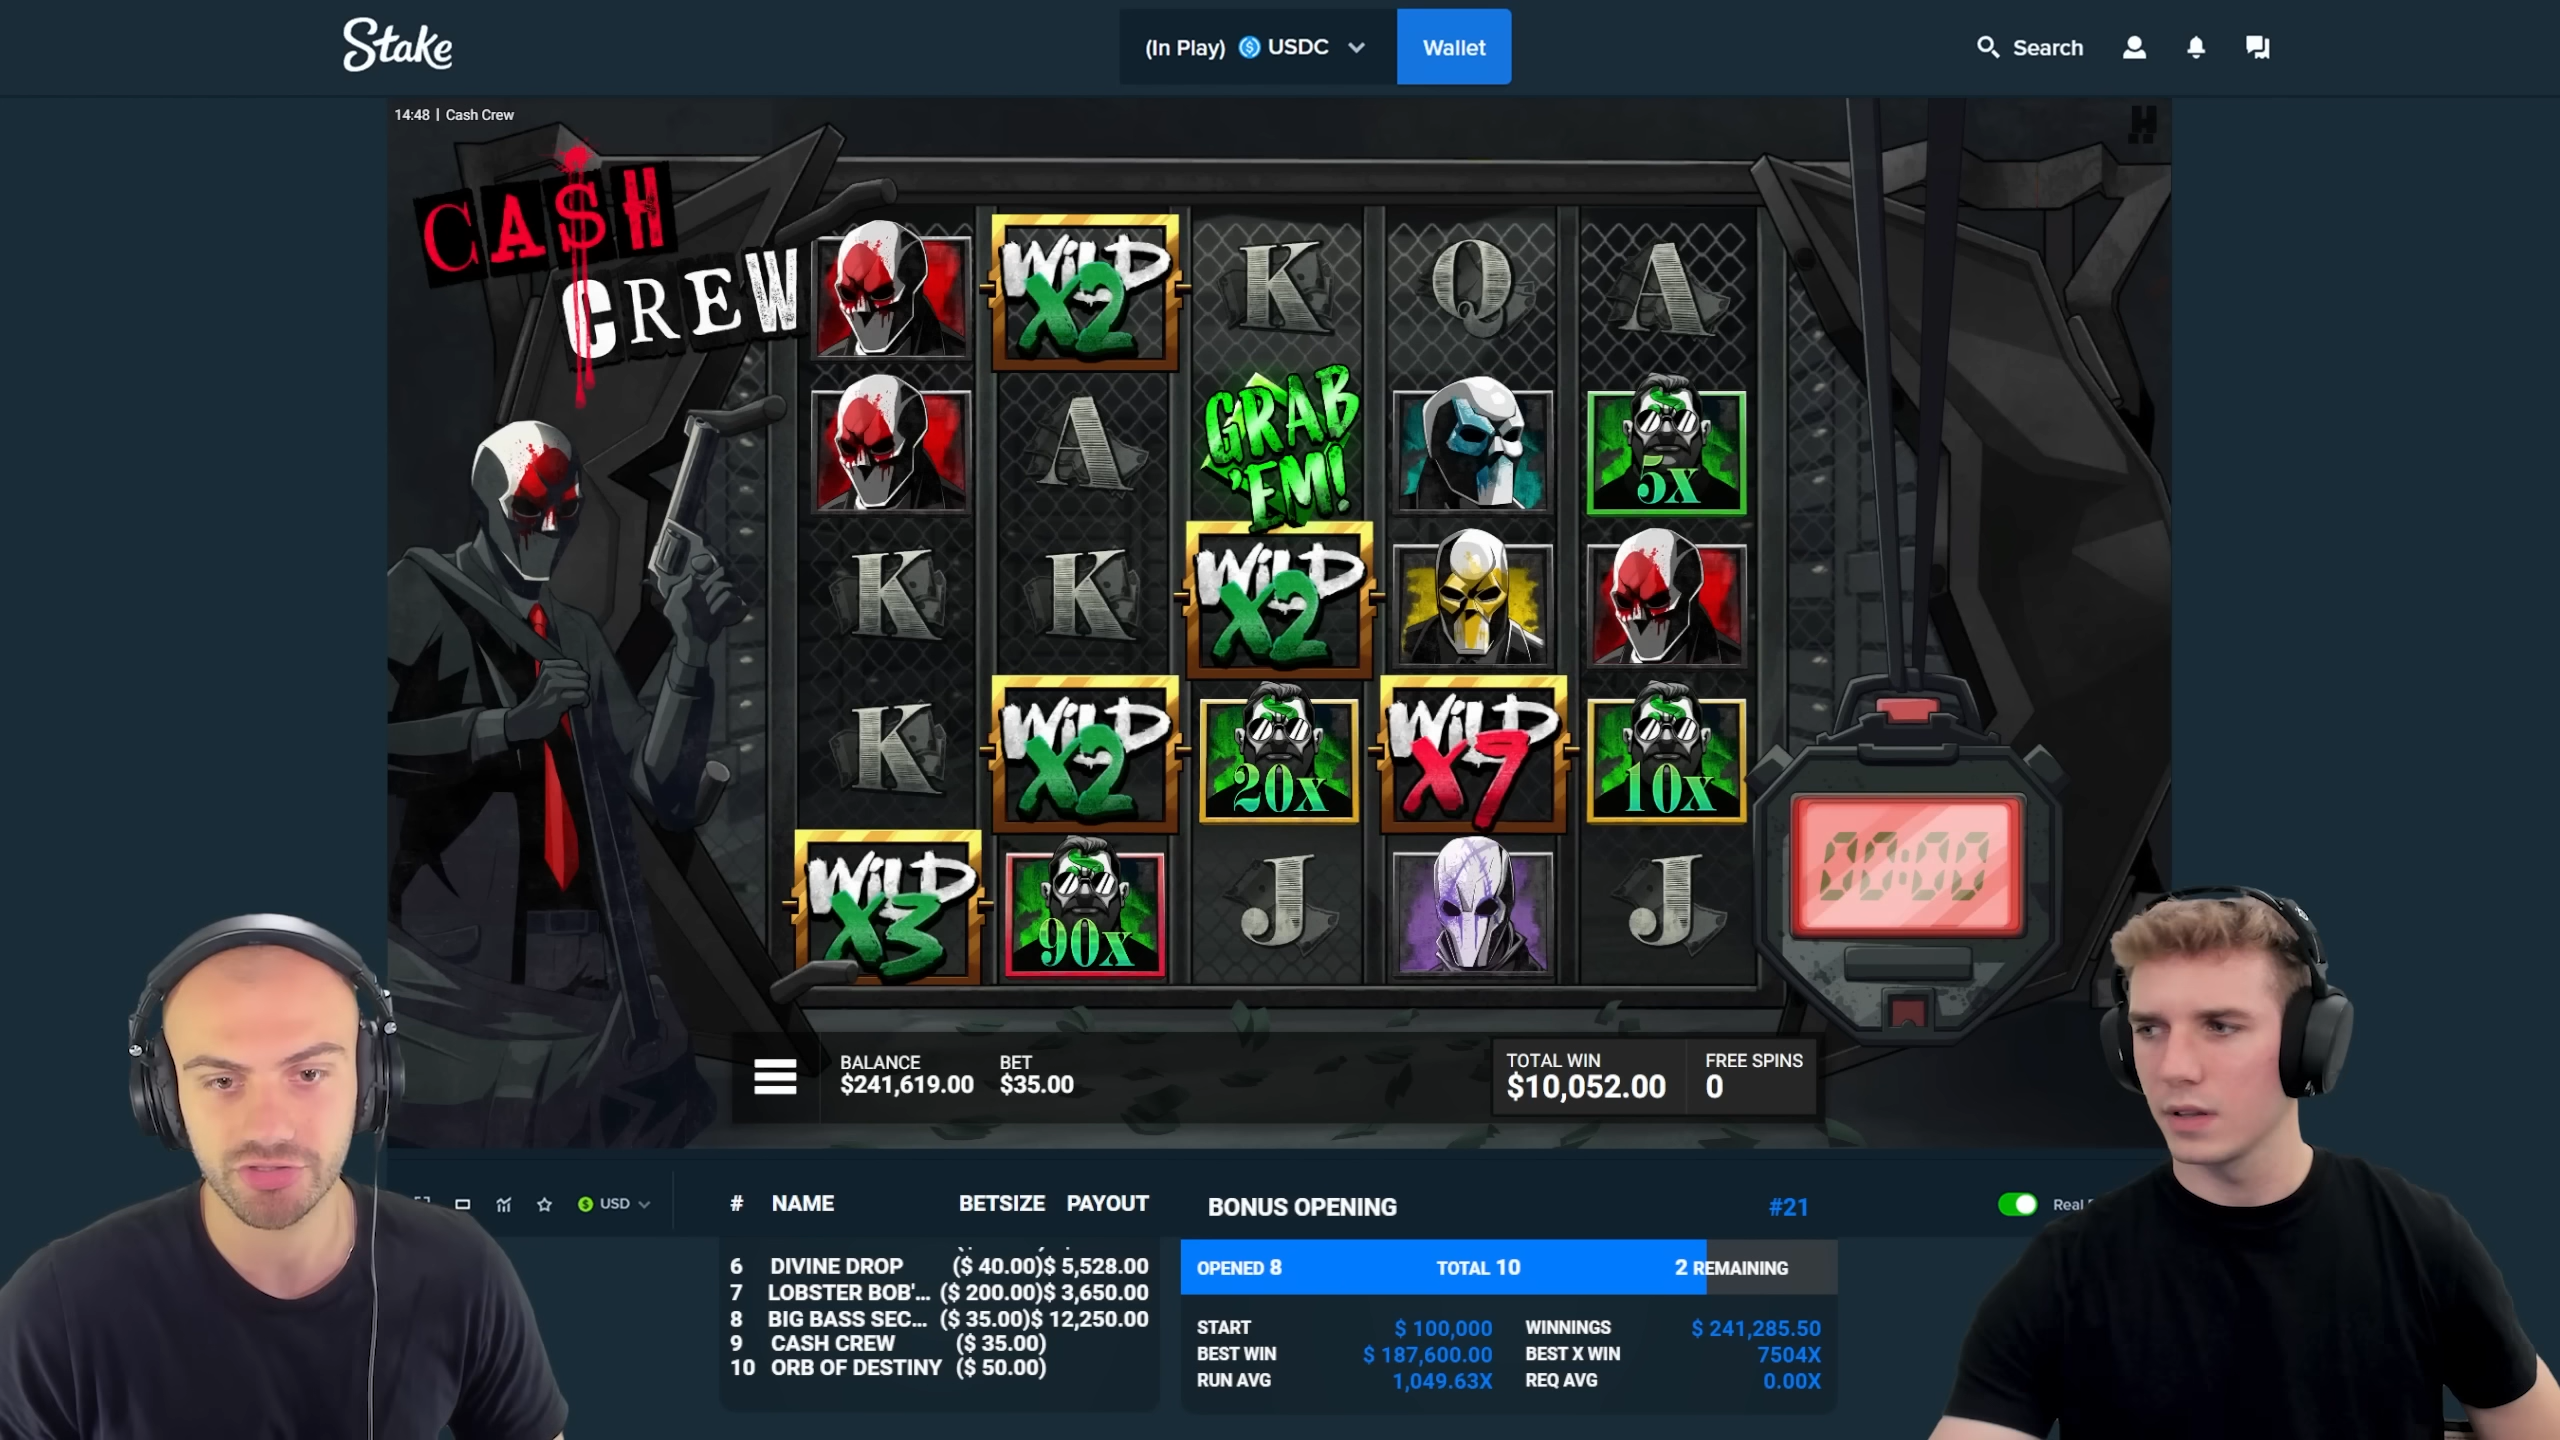 Stake
(In Play) USDC
Wallet
Search
14:48 | Cash Crew
CA$H
CREW
WILD X2
K
Q
A
A
GRAB 'EM!
5X
K
K
WILD X2
K
WILD X2
20X
WILD X9
10X
WILD X3
90X
J
J
00:00
BALANCE
$241,619.00
BET
$35.00
TOTAL WIN
$10,052.00
FREE SPINS
0
USD
# NAME BETSIZE PAYOUT
6 DIVINE DROP ($ 40.00)$ 5,528.00
7 LOBSTER BOB'... ($ 200.00)$ 3,650.00
8 BIG BASS SEC... ($ 35.00)$ 12,250.00
9 CASH CREW ($ 35.00)
10 ORB OF DESTINY ($ 50.00)
BONUS OPENING #21
OPENED 8 TOTAL 10 2 REMAINING
START $ 100,000 WINNINGS $ 241,285.50
BEST WIN $ 187,600.00 BEST X WIN 7504X
RUN AVG 1,049.63X REQ AVG 0.00X
Real